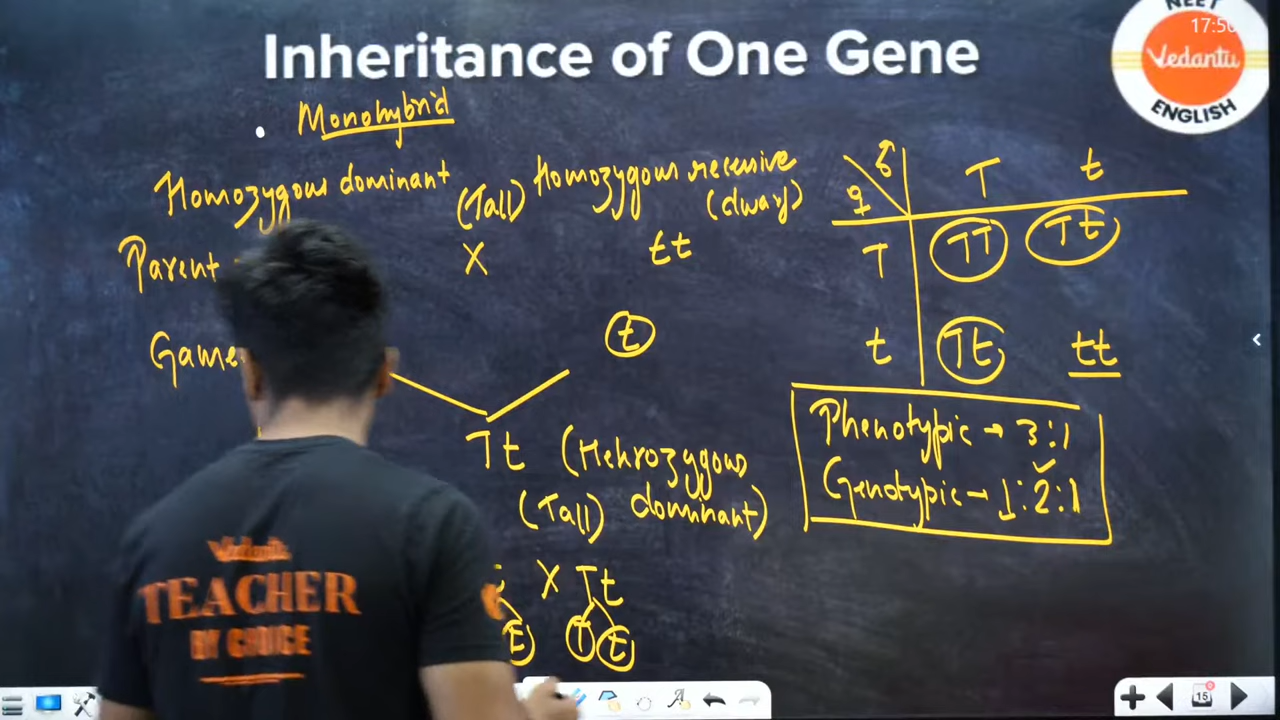 Inheritance of One Gene
NEET
17:50
Vedantu
ENGLISH
• Monohybrid
Homozygous dominant (Tall) Homozygous recessive (dwarf)
Parent X tt
Game
t
Tt (Hetrozygous
(Tall) dominant)
X Tt
t T t
♂ T t
♀
T TT Tt
t Tt tt
Phenotypic → 3:1
Genotypic → 1:2:1
Vedantu
TEACHER
BY CHOICE
15